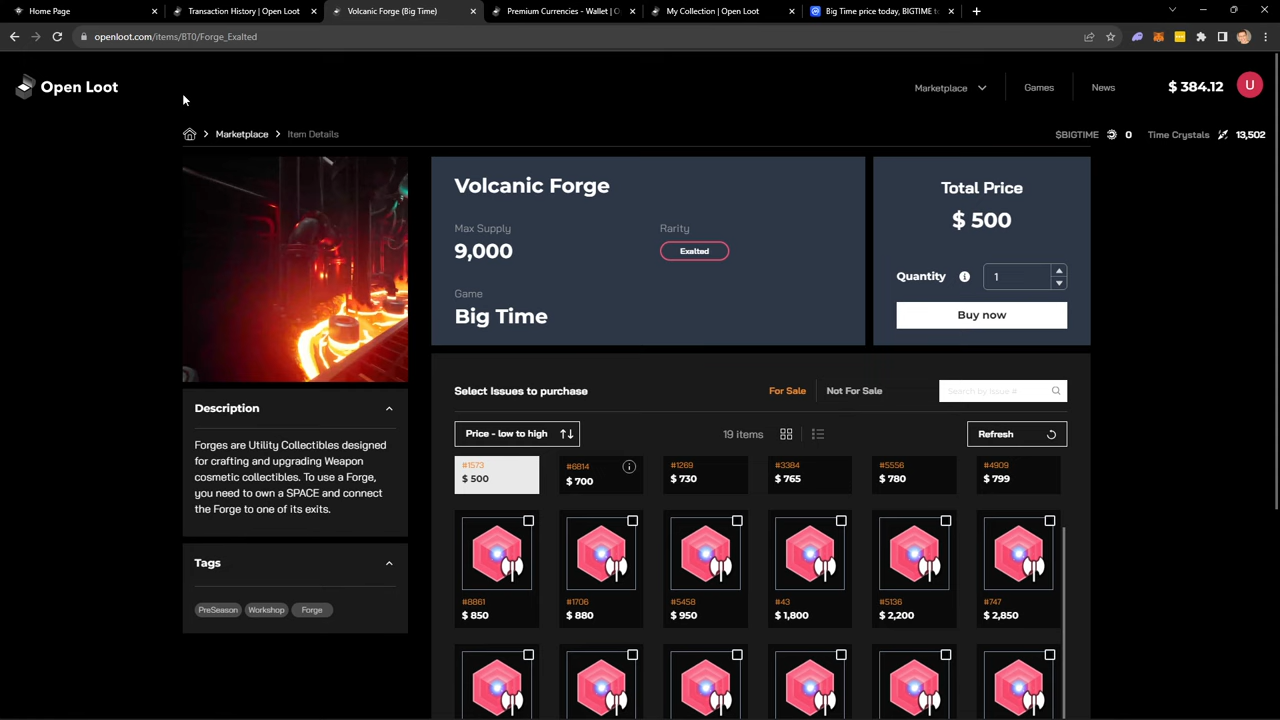 Home Page
Transaction History | Open Loot
Volcanic Forge (Big Time)
Premium Currencies - Wallet | O
My Collection | Open Loot
Big Time price today, BIGTIME to
openloot.com/items/BT0/Forge_Exalted
Open Loot
Marketplace
Games
News
$ 384.12
U
Marketplace
Item Details
$BIGTIME
0
Time Crystals
13,502
Volcanic Forge
Max Supply
9,000
Rarity
Exalted
Game
Big Time
Total Price
$ 500
Quantity
1
Buy now
Description
Forges are Utility Collectibles designed
for crafting and upgrading Weapon
cosmetic collectibles. To use a Forge,
you need to own a SPACE and connect
the Forge to one of its exits.
Tags
PreSeason
Workshop
Forge
Select Issues to purchase
For Sale
Not For Sale
Search by Issue #
Price - low to high
19 items
Refresh
#1573
$ 500
#6814
$ 700
#1269
$ 730
#3384
$ 765
#5556
$ 780
#4909
$ 799
#8861
$ 850
#1706
$ 880
#5458
$ 950
#43
$ 1,800
#5136
$ 2,200
#747
$ 2,850